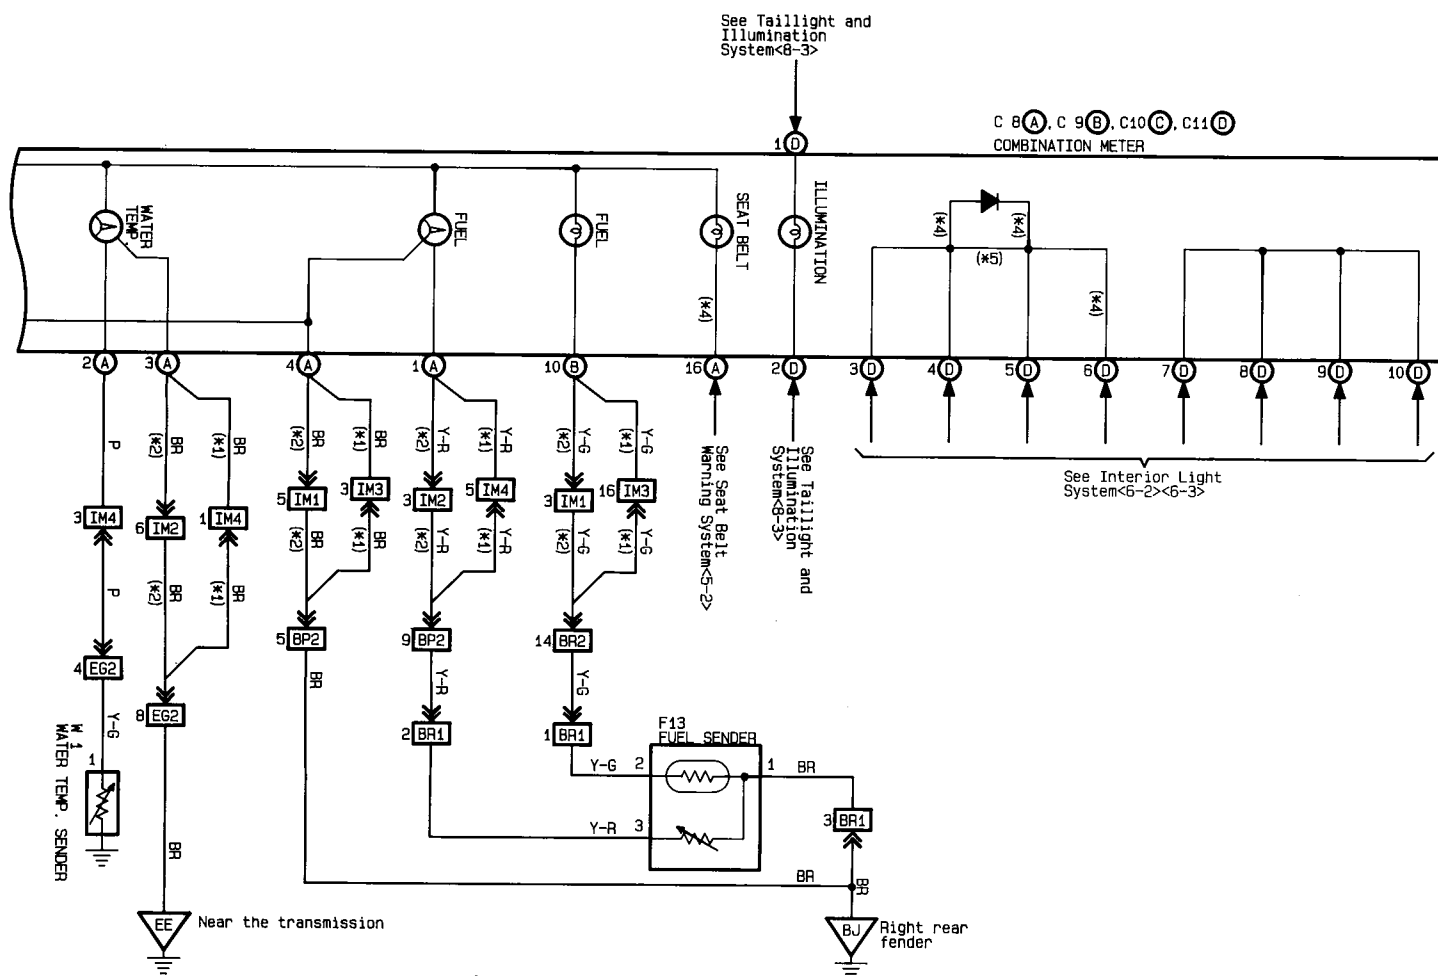 See Taillight and
Illumination
System<8-3>
C 8 A, C 9 B, C10 C, C11 D
COMBINATION METER
1 D
WATER
TEMP.
FUEL
FUEL
SEAT BELT
ILLUMINATION
(*4)
(*4)
(*4)
(*5)
(*4)
2 A
3 A
4 A
1 A
10 B
16 A
2 D
3 D
4 D
5 D
6 D
7 D
8 D
9 D
10 D
P
BR
(*2)
BR
(*1)
BR
(*2)
BR
(*1)
Y-R
(*2)
Y-R
(*1)
Y-G
(*2)
Y-G
(*1)
See Seat Belt
Warning System<5-2>
See Taillight and
Illumination
System<8-3>
See Interior Light
System<6-2><6-3>
3 IM4
6 IM2
1 IM4
5 IM1
3 IM3
3 IM2
5 IM4
3 IM1
16 IM3
P
BR
(*2)
BR
(*1)
BR
(*2)
BR
(*1)
Y-R
(*2)
Y-R
(*1)
Y-G
(*2)
Y-G
(*1)
4 EG2
8 EG2
5 BP2
9 BP2
14 BR2
Y-G
BR
Y-R
Y-G
2 BR1
1 BR1
W 1
WATER TEMP. SENDER
1
F13
FUEL SENDER
Y-G 2
1 BR
Y-R 3
3 BR1
BR
BR
BR
EE
Near the transmission
BJ
Right rear
fender